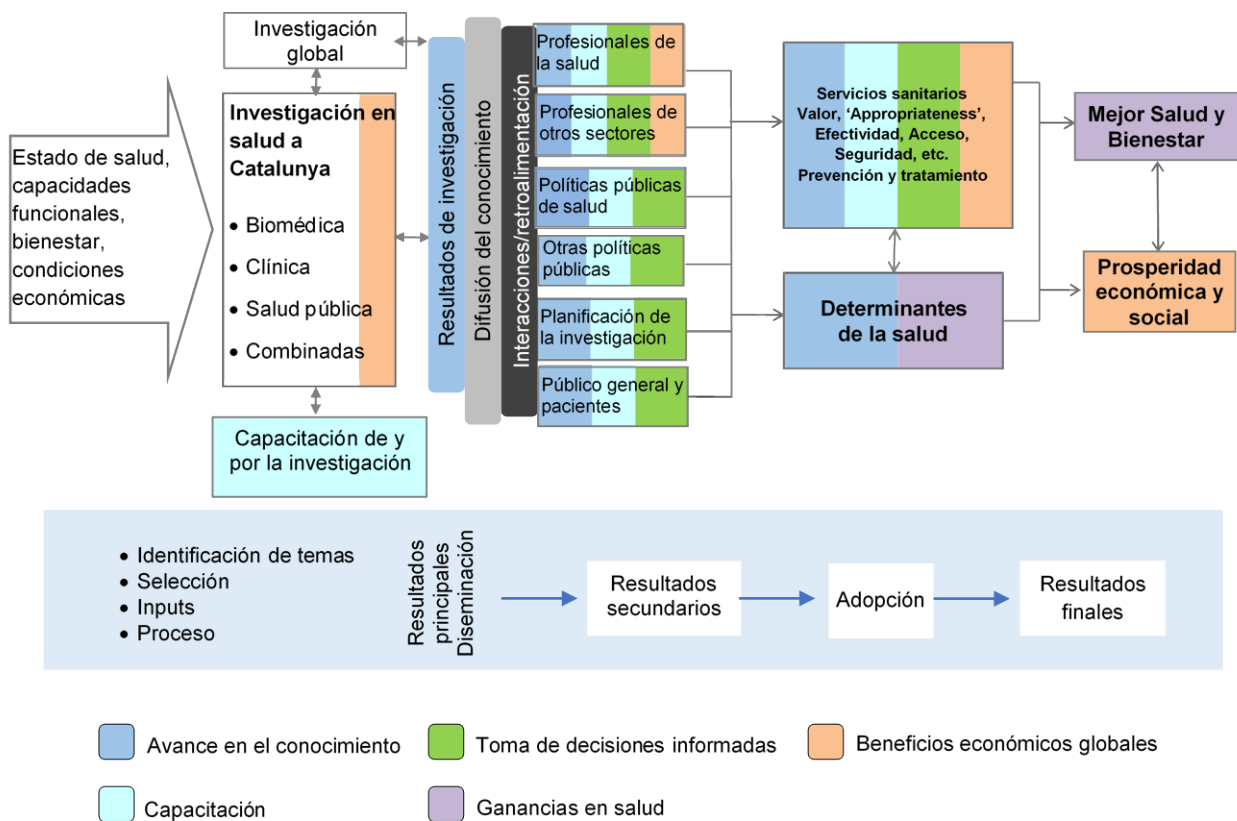 Estado de salud,
capacidades
funcionales,
bienestar,
condiciones
económicas
Investigación
global
Investigación en
salud a
Catalunya
• Biomédica
• Clínica
• Salud pública
• Combinadas
Capacitación de y
por la investigación
Resultados de investigación
Difusión del conocimiento
Interacciones/retroalimentación
Profesionales de
la salud
Profesionales de
otros sectores
Políticas públicas
de salud
Otras políticas
públicas
Planificación de
la investigación
Público general y
pacientes
Servicios sanitarios
Valor, ‘Appropriateness’,
Efectividad, Acceso,
Seguridad, etc.
Prevención y tratamiento
Determinantes
de la salud
Mejor Salud y
Bienestar
Prosperidad
económica y
social
• Identificación de temas
• Selección
• Inputs
• Proceso
Resultados
principales
Diseminación
Resultados
secundarios
Adopción
Resultados
finales
Avance en el conocimiento
Toma de decisiones informadas
Beneficios económicos globales
Capacitación
Ganancias en salud